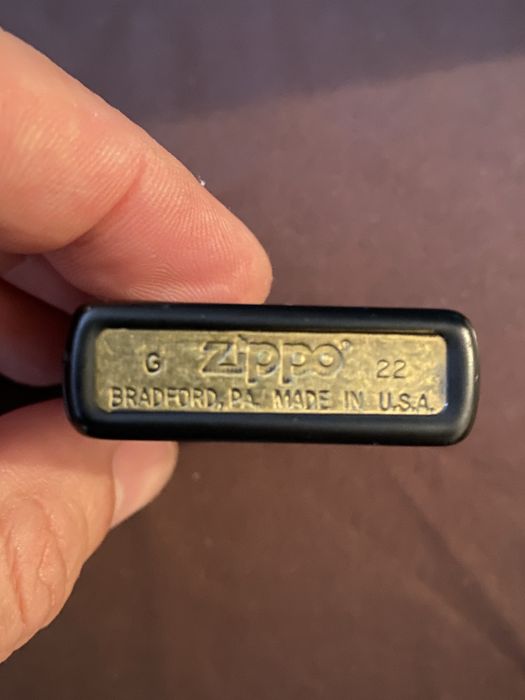 G zippo® 22
BRADFORD, PA. MADE IN U.S.A.